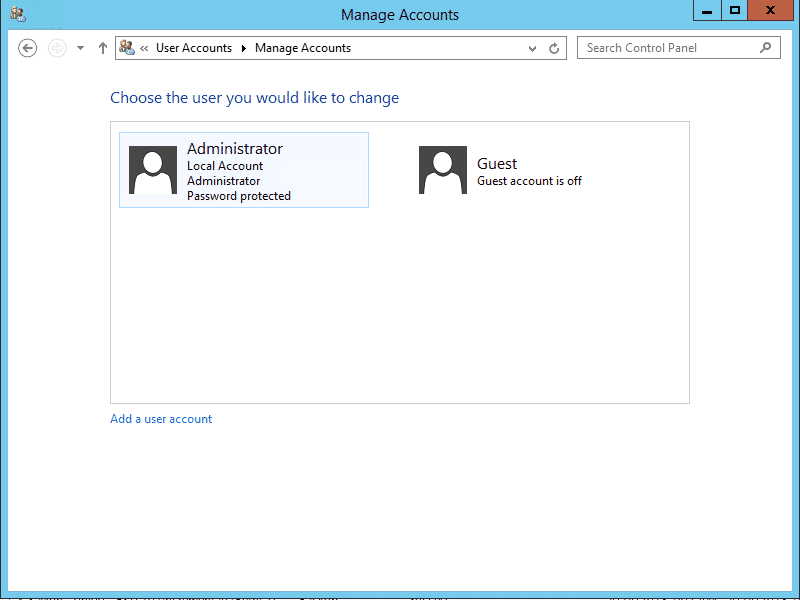 Manage Accounts
« User Accounts Manage Accounts
Search Control Panel
Choose the user you would like to change
Administrator
Local Account
Administrator
Password protected
Guest
Guest account is off
Add a user account